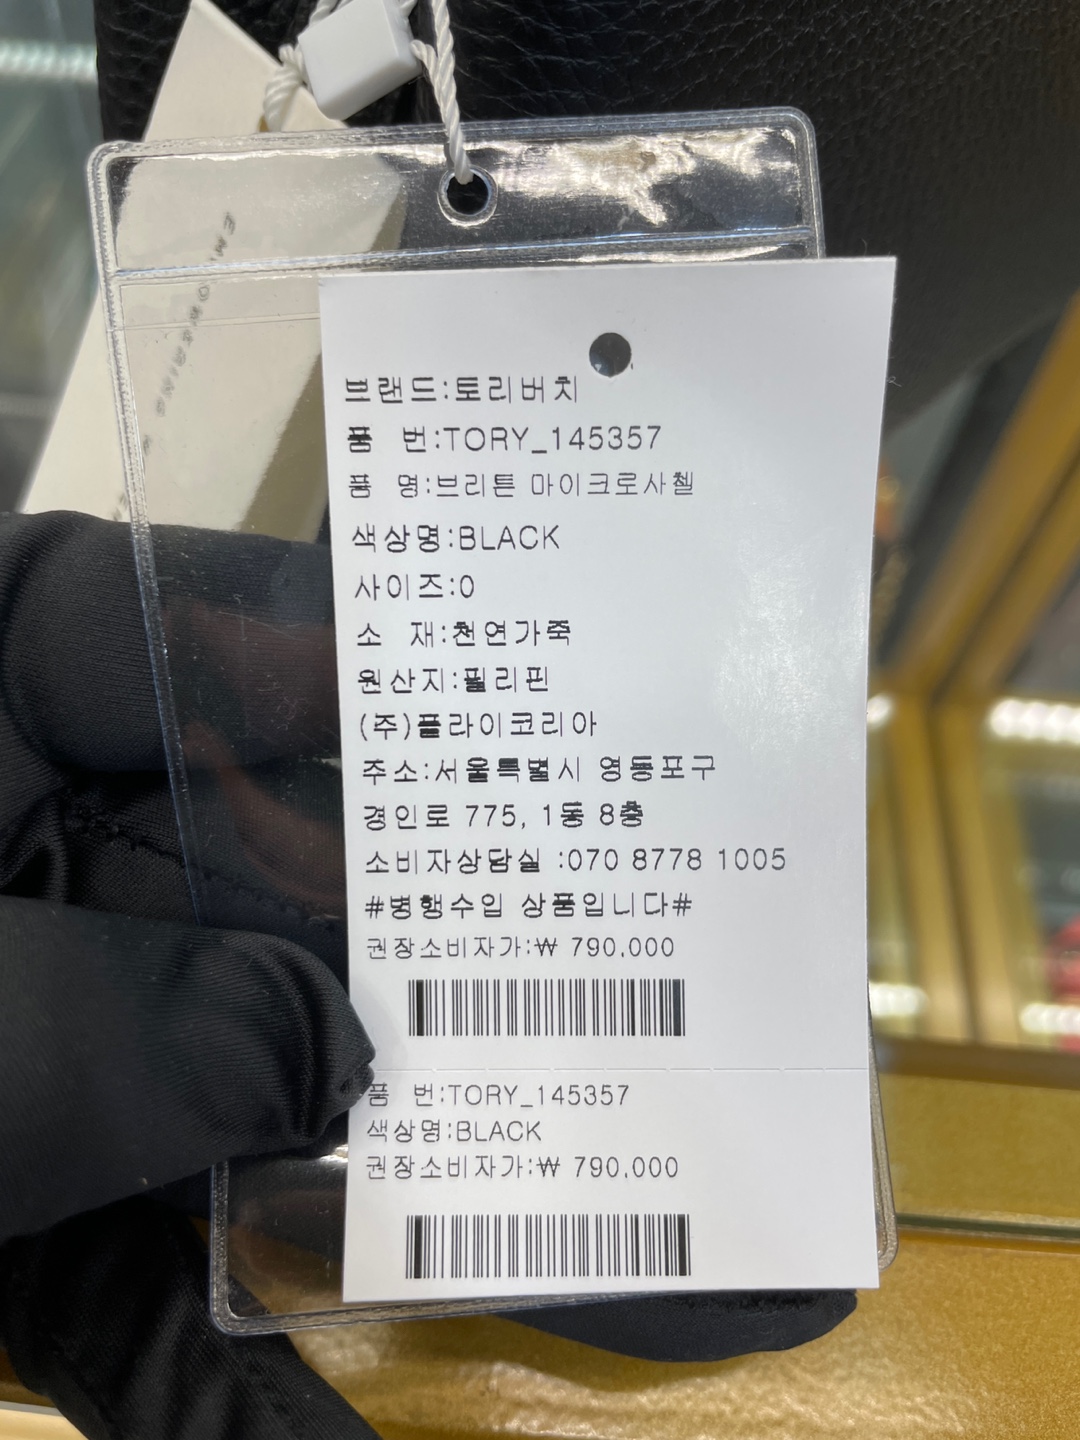 브랜드:토리버치
품 번:TORY_145357
품 명:브리튼 마이크로사첼
색상명:BLACK
사이즈:0
소 재:천연가죽
원산지:필리핀
(주)플라이코리아
주소:서울특별시 영등포구
경인로 775, 1동 8층
소비자상담실 :070 8778 1005
#병행수입 상품입니다#
권장소비자가:₩ 790,000
품 번:TORY_145357
색상명:BLACK
권장소비자가:₩ 790,000